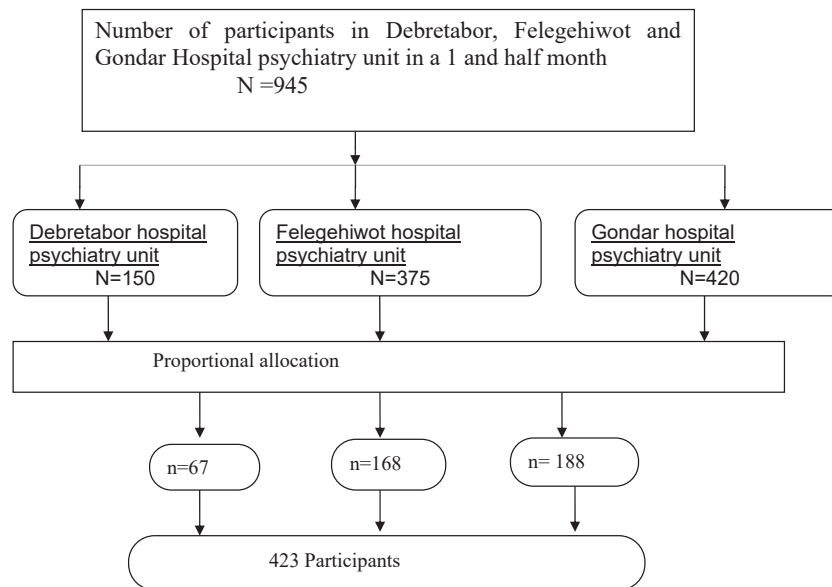 Number of participants in Debretabor, Felegehiwot and
Gondar Hospital psychiatry unit in a 1 and half month
N =945
Debretabor hospital
psychiatry unit
N=150
Felegehiwot hospital
psychiatry unit
N=375
Gondar hospital
psychiatry unit
N=420
Proportional allocation
n=67
n=168
n= 188
423 Participants